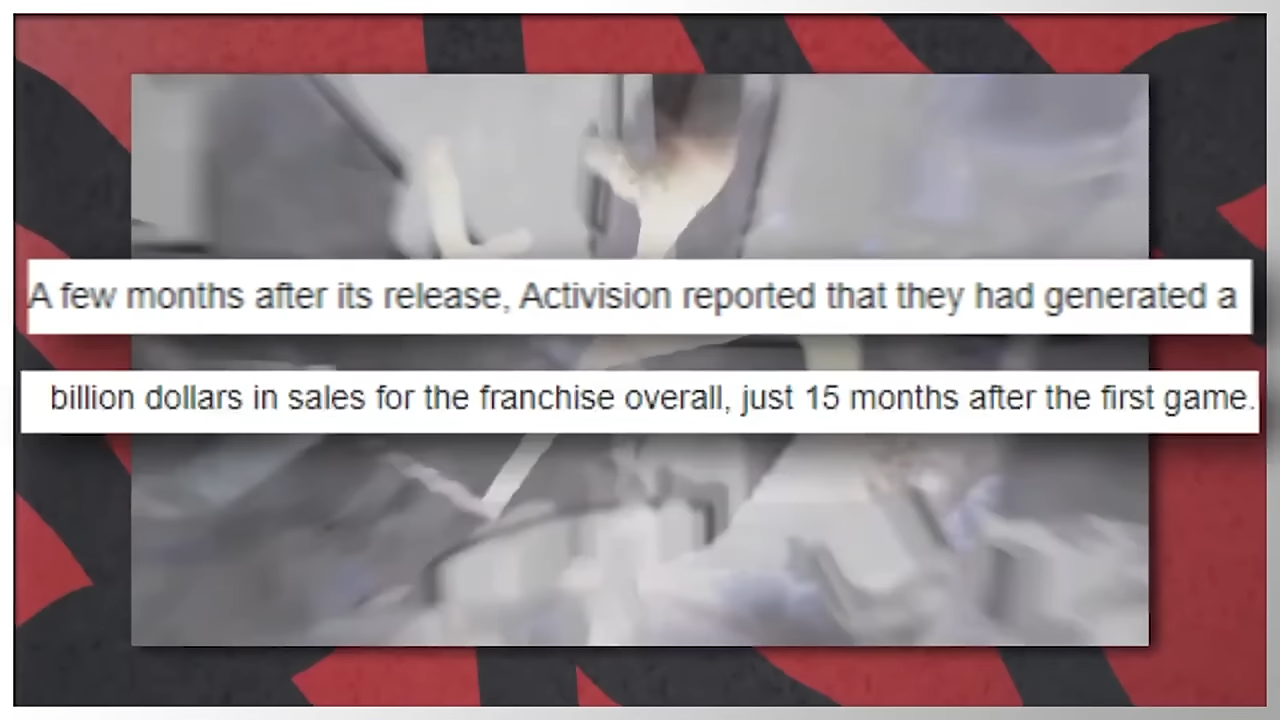 A few months after its release, Activision reported that they had generated a
billion dollars in sales for the franchise overall, just 15 months after the first game.